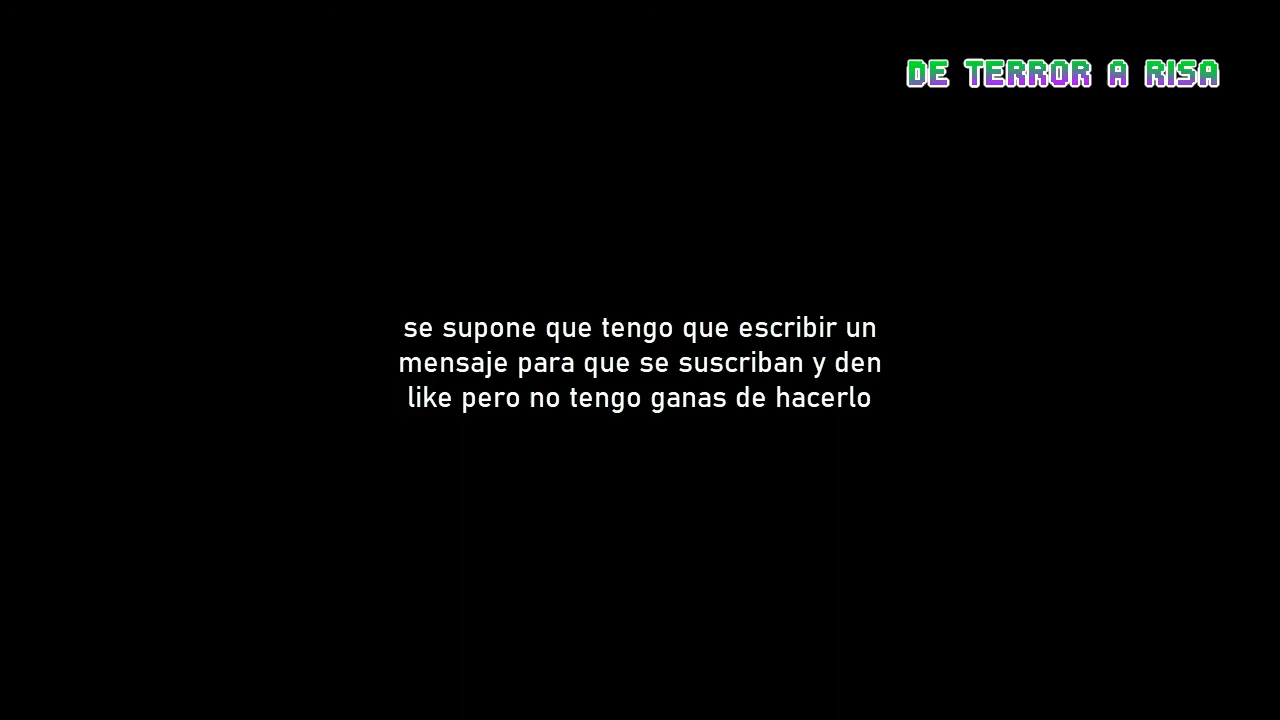 DE TERROR A RISA
se supone que tengo que escribir un
mensaje para que se suscriban y den
like pero no tengo ganas de hacerlo